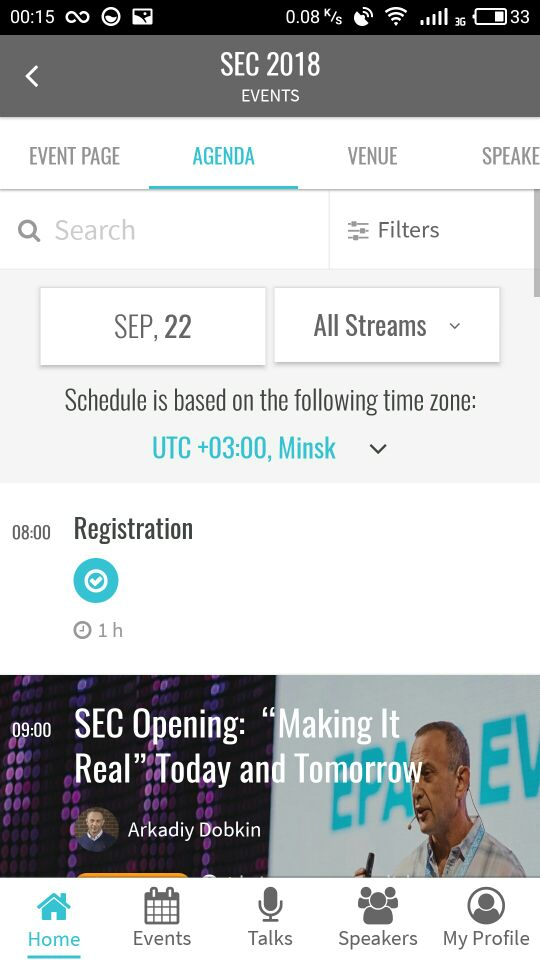 00:15
0.08 K/s
3G
33
SEC 2018
EVENTS
EVENT PAGE
AGENDA
VENUE
SPEAKE
Search
Filters
SEP, 22
All Streams
Schedule is based on the following time zone:
UTC +03:00, Minsk
08:00
Registration
1 h
09:00
SEC Opening: “Making It
Real” Today and Tomorrow
EPA
EV
Arkadiy Dobkin
Home
Events
Talks
Speakers
My Profile